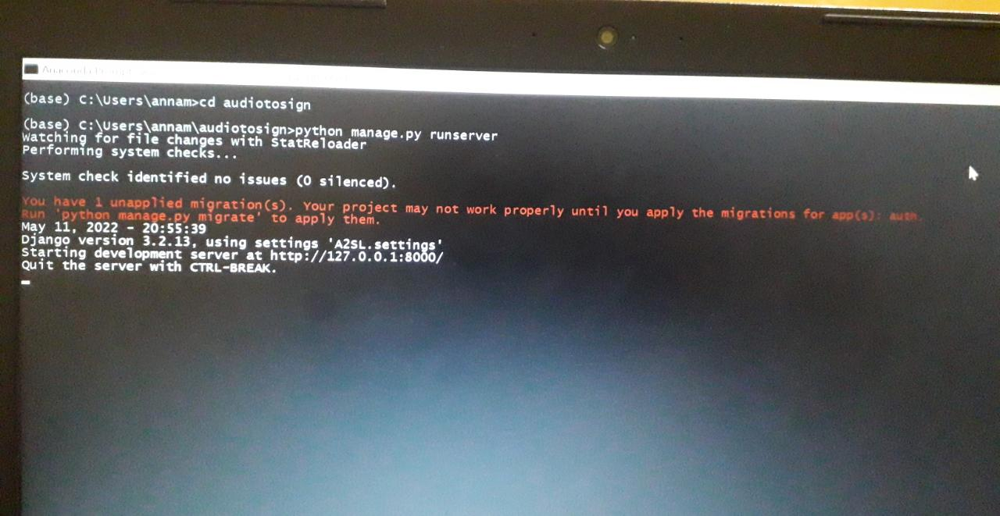 Anaconda Prompt
(base) C:\Users\annam>cd audiotosign
(base) C:\Users\annam\audiotosign>python manage.py runserver
Watching for file changes with StatReloader
Performing system checks...
System check identified no issues (0 silenced).
You have 1 unapplied migration(s). Your project may not work properly until you apply the migrations for app(s): auth.
Run 'python manage.py migrate' to apply them.
May 11, 2022 - 20:55:39
Django version 3.2.13, using settings 'A2SL.settings'
Starting development server at http://127.0.0.1:8000/
Quit the server with CTRL-BREAK.